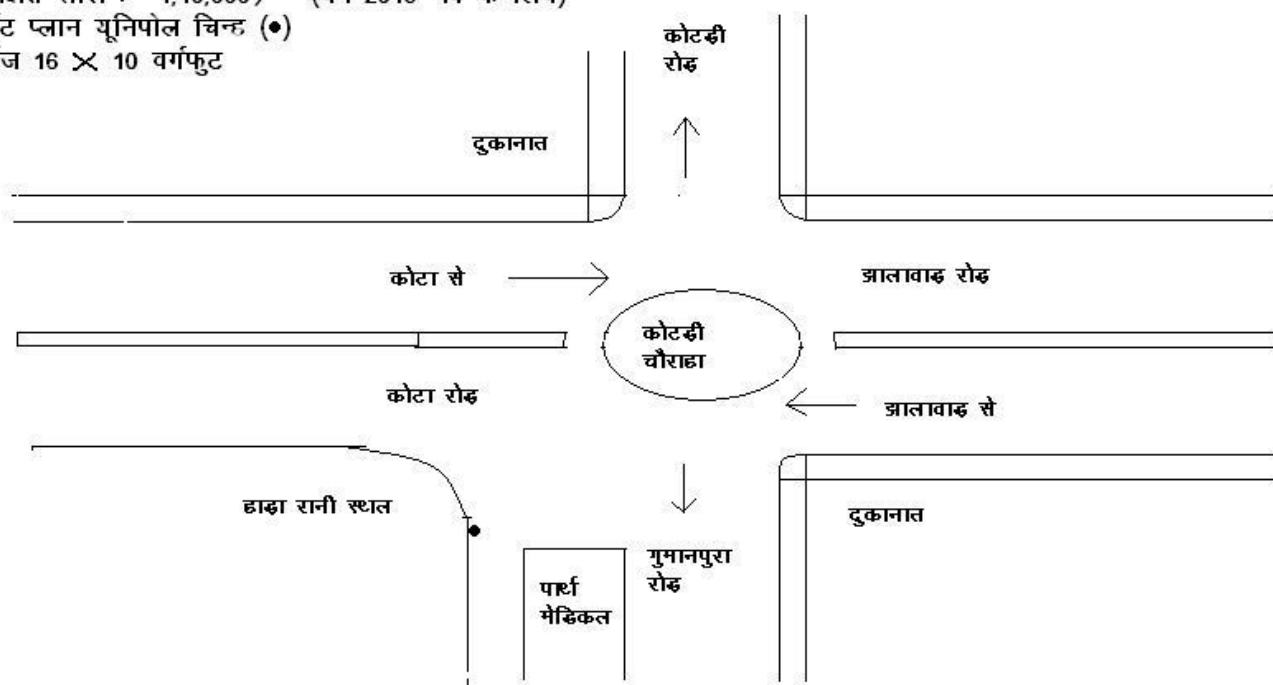 प्लान यूनिपोल चिन्ह (•)
16 X 10 वर्गफुट
कोटड़ी
रोड़
दुकानात
कोटा से
झालावाड़ रोड़
कोटड़ी
चौराहा
कोटा रोड़
झालावाड़ से
हाड़ा रानी स्थल
दुकानात
गुमानपुरा
रोड़
पार्थ
मेडिकल